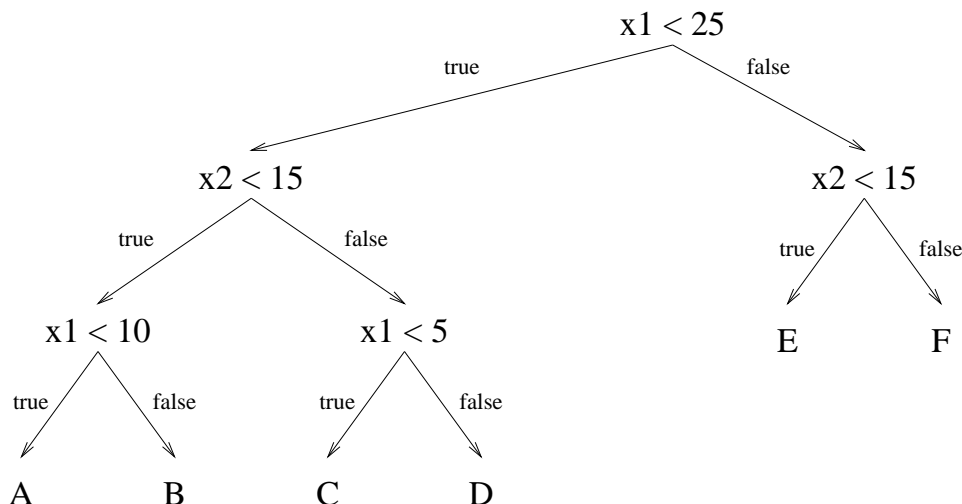 x1 < 25
true false
x2 < 15 x2 < 15
true false true false
x1 < 10 x1 < 5 E F
true false true false
A B C D